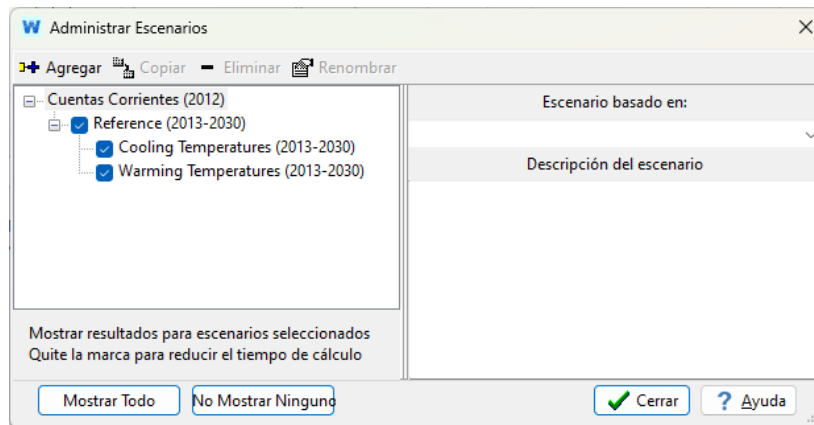 W Administrar Escenarios
Agregar Copiar Eliminar Renombrar
Cuentas Corrientes (2012)
Reference (2013-2030)
Cooling Temperatures (2013-2030)
Warming Temperatures (2013-2030)
Escenario basado en:
Descripción del escenario
Mostrar resultados para escenarios seleccionados
Quite la marca para reducir el tiempo de cálculo
Mostrar Todo No Mostrar Ninguno Cerrar ? Ayuda